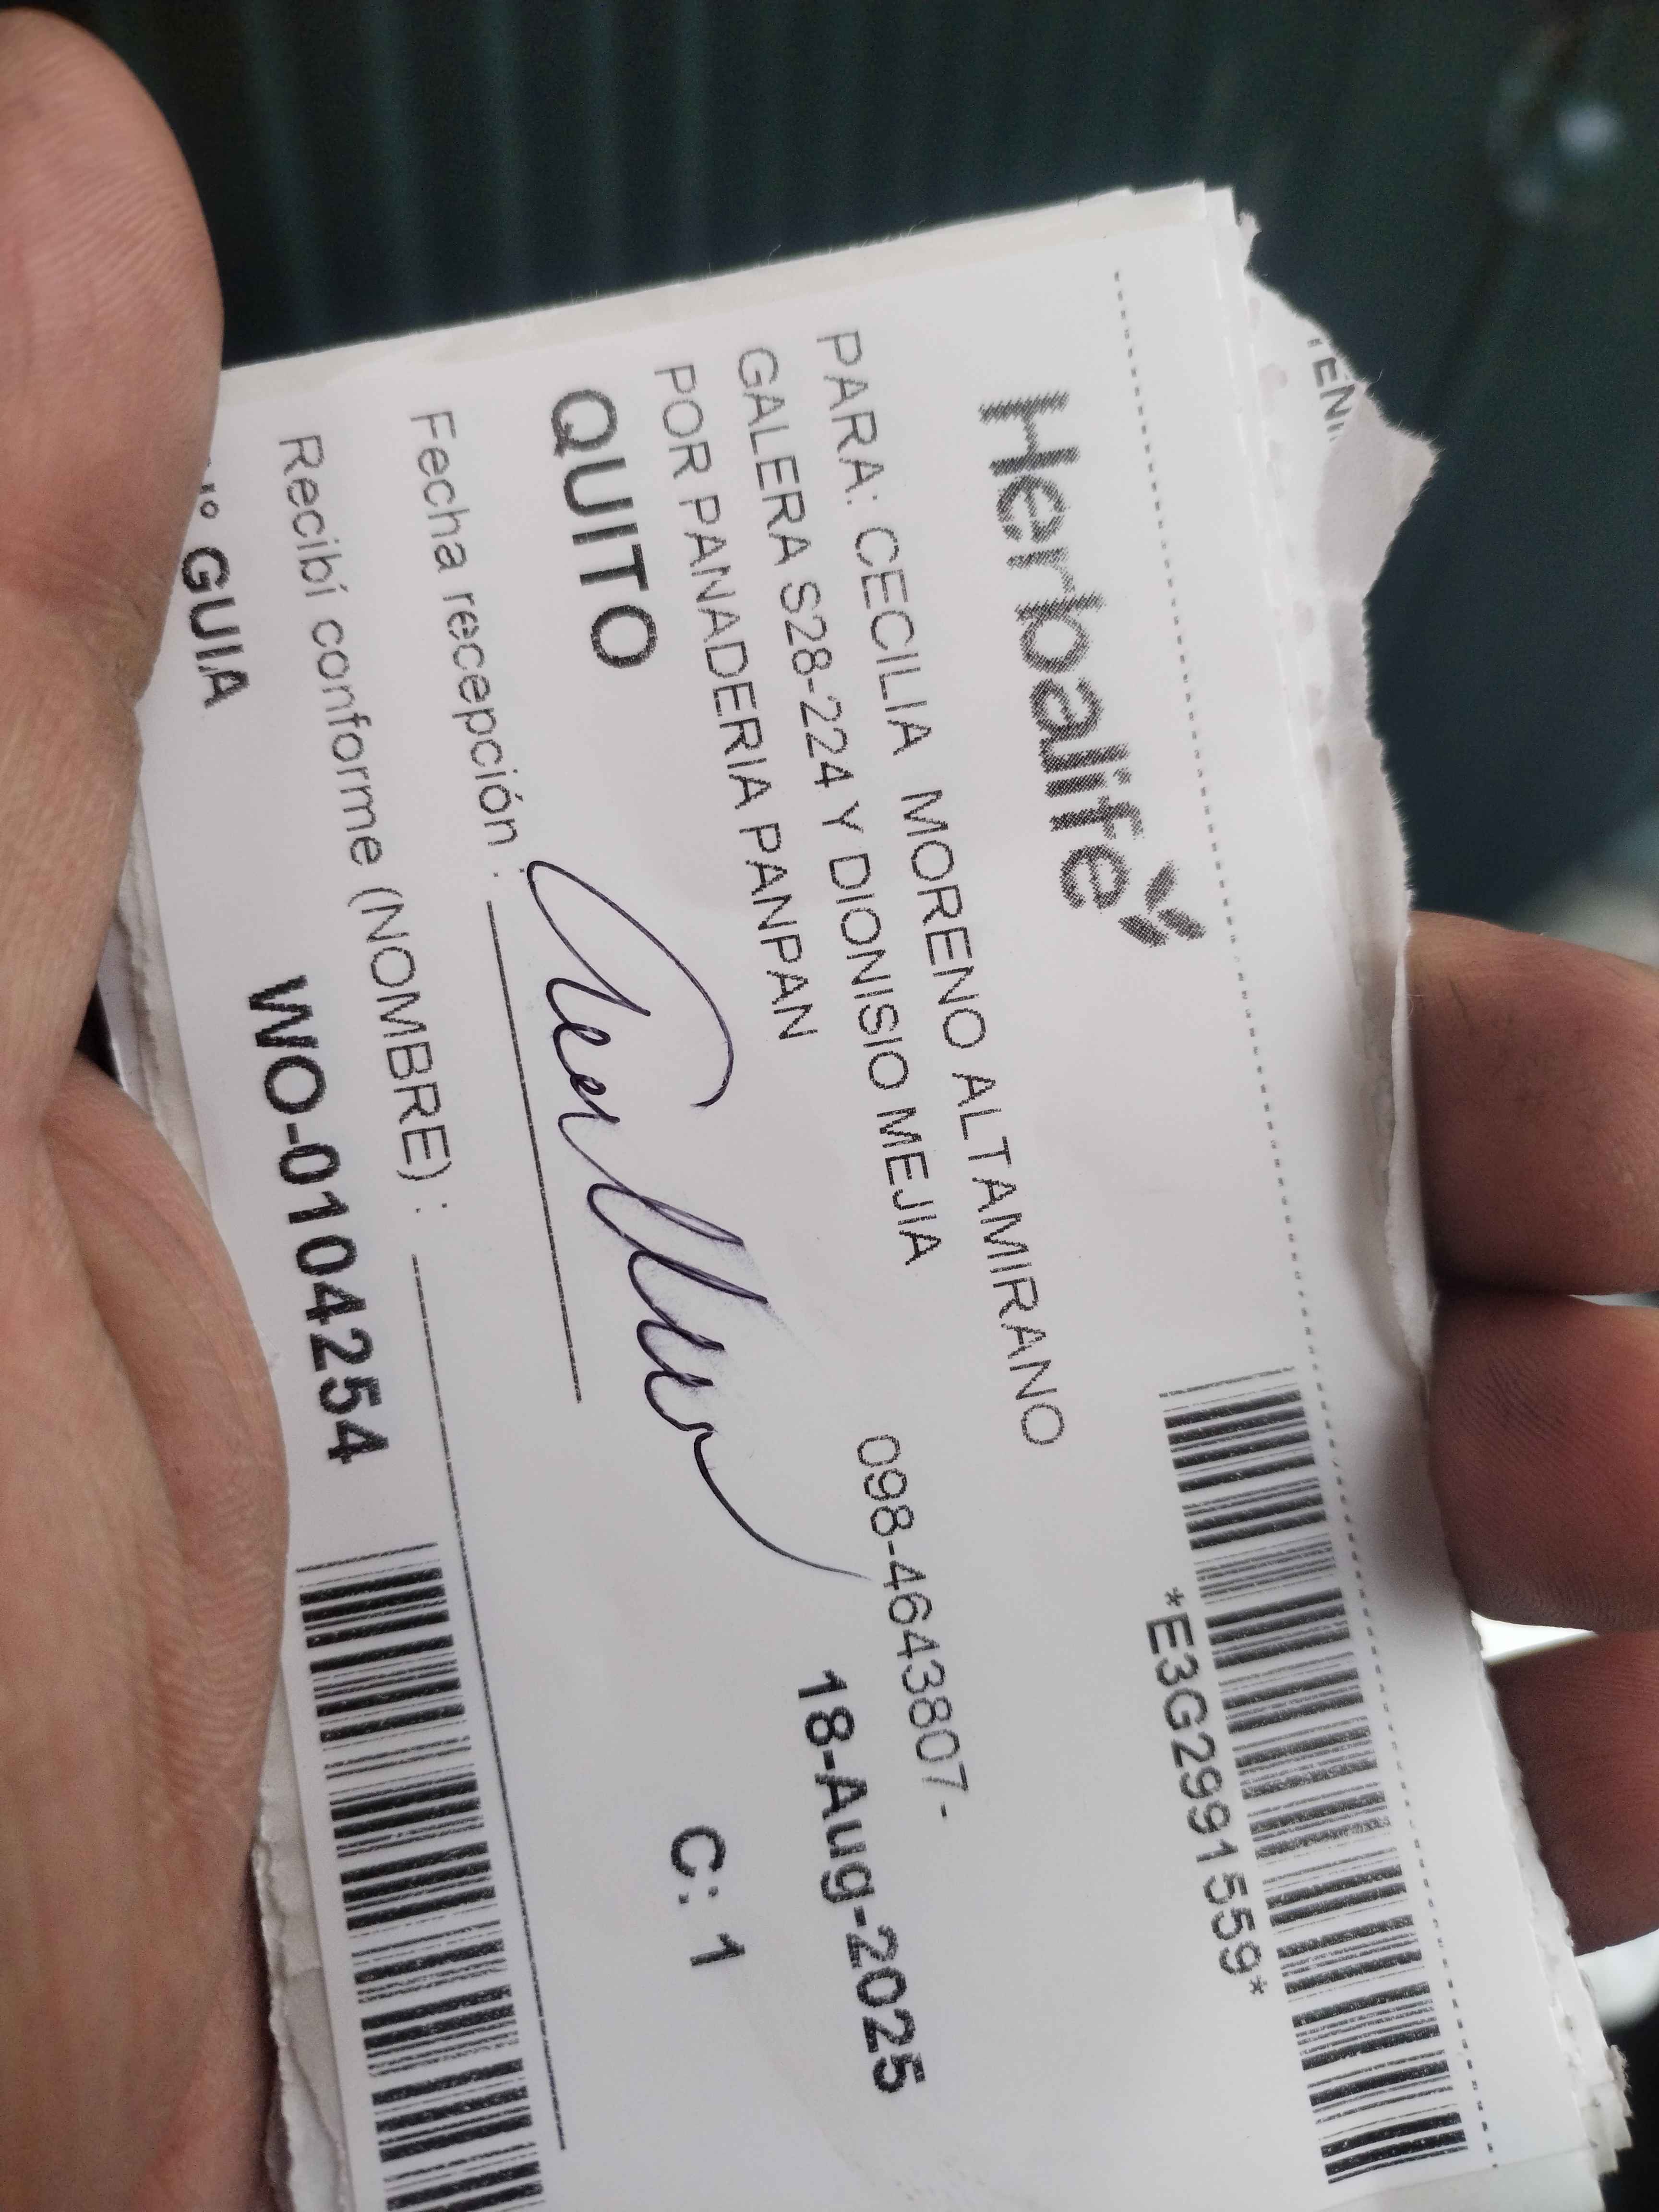 Herbalife
*E3G2991559*
PARA: CECILIA MORENO ALTAMIRANO
GALERA S28-224 Y DIONISIO MEJIA
098-4643807-
POR PANADERIA PANPAN
18-Aug-2025
QUITO
C: 1
Fecha recepción :
Recibí conforme (NOMBRE) :
GUIA WO-0104254